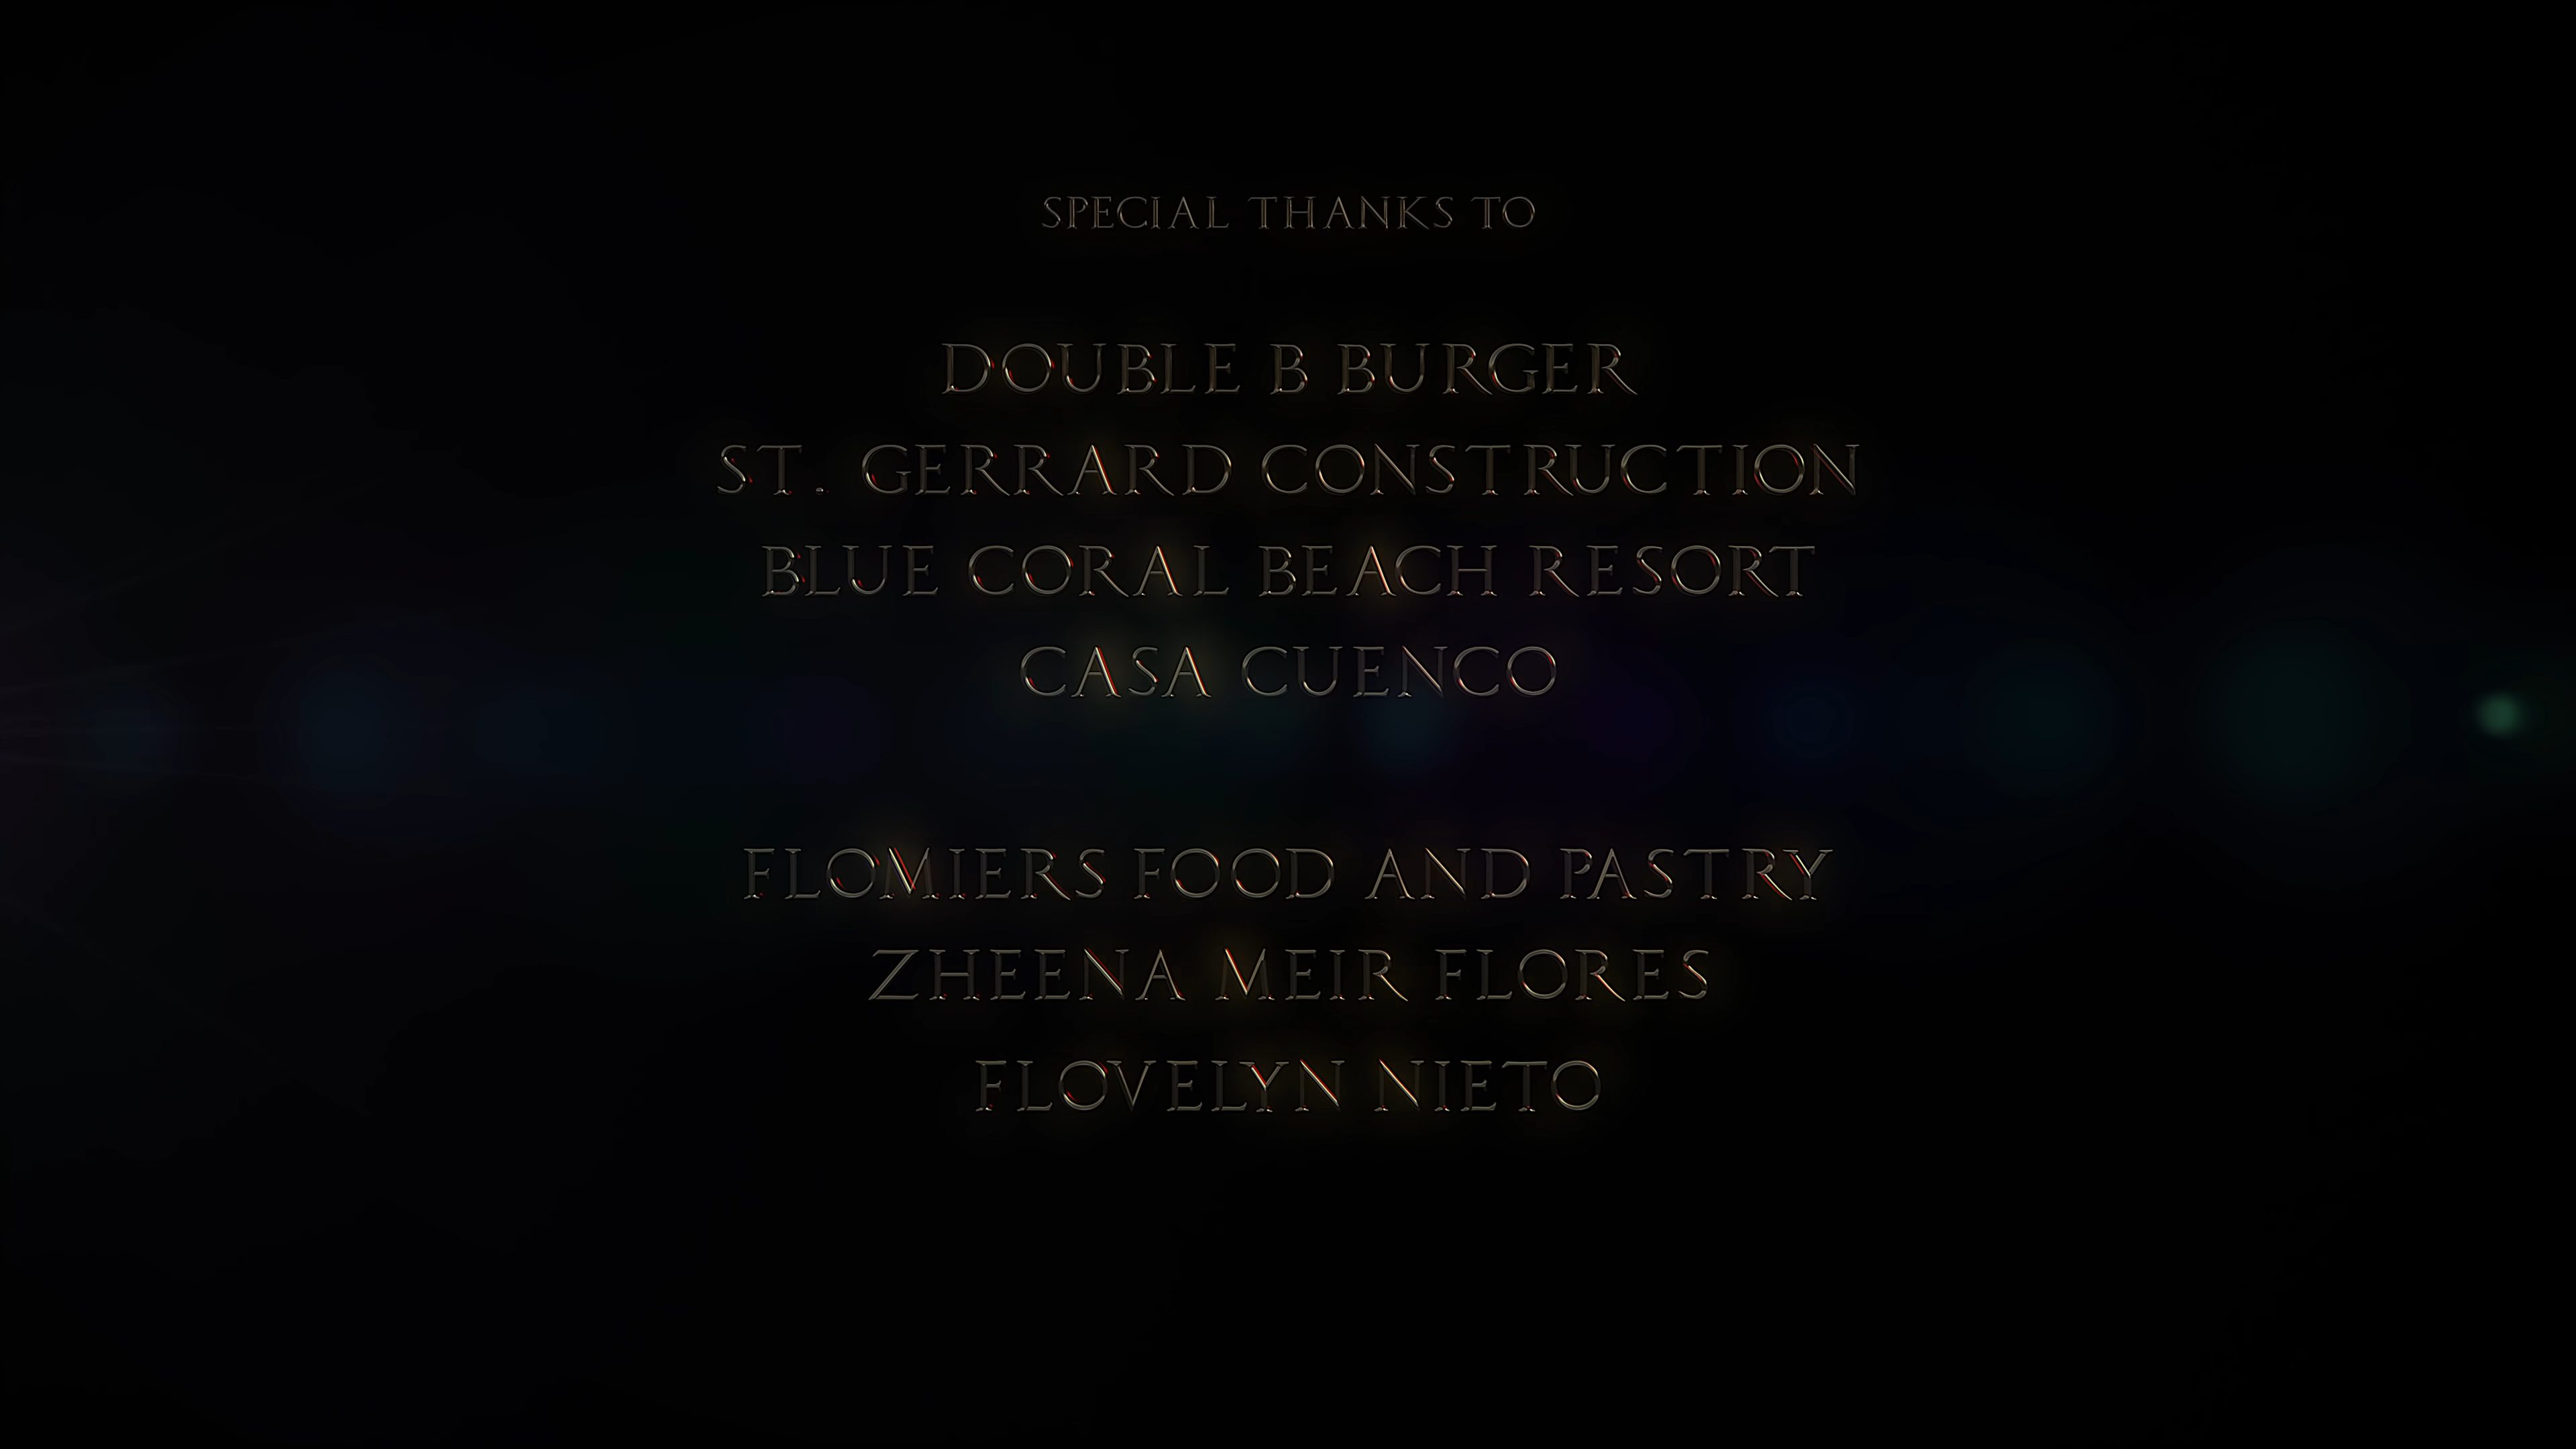 SPECIAL THANKS TO
DOUBLE B BURGER
ST. GERRARD CONSTRUCTION
BLUE CORAL BEACH RESORT
CASA CUENCO
FLOMIERS FOOD AND PASTRY
ZHEENA MEIR FLORES
FLOVELYN NIETO